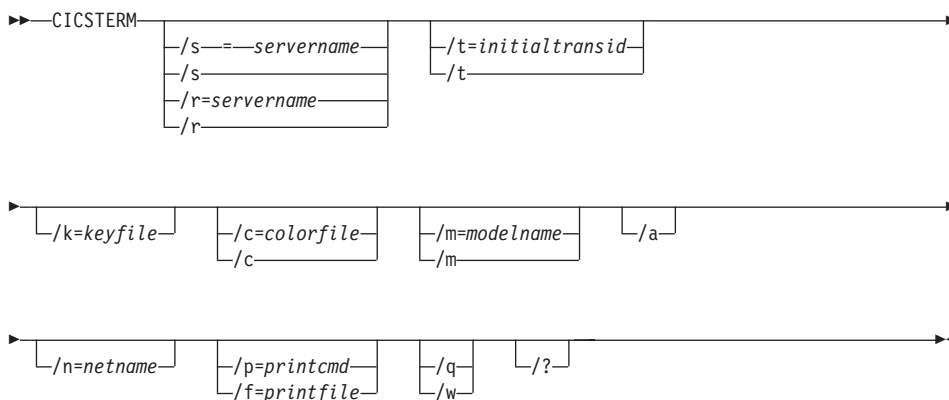 CICSTERM
/s = servername
/s
/r=servername
/r
/t=initialtransid
/t
/k=keyfile
/c=colorfile
/c
/m=modelname
/m
/a
/n=netname
/p=printcmd
/f=printfile
/q
/w
/?